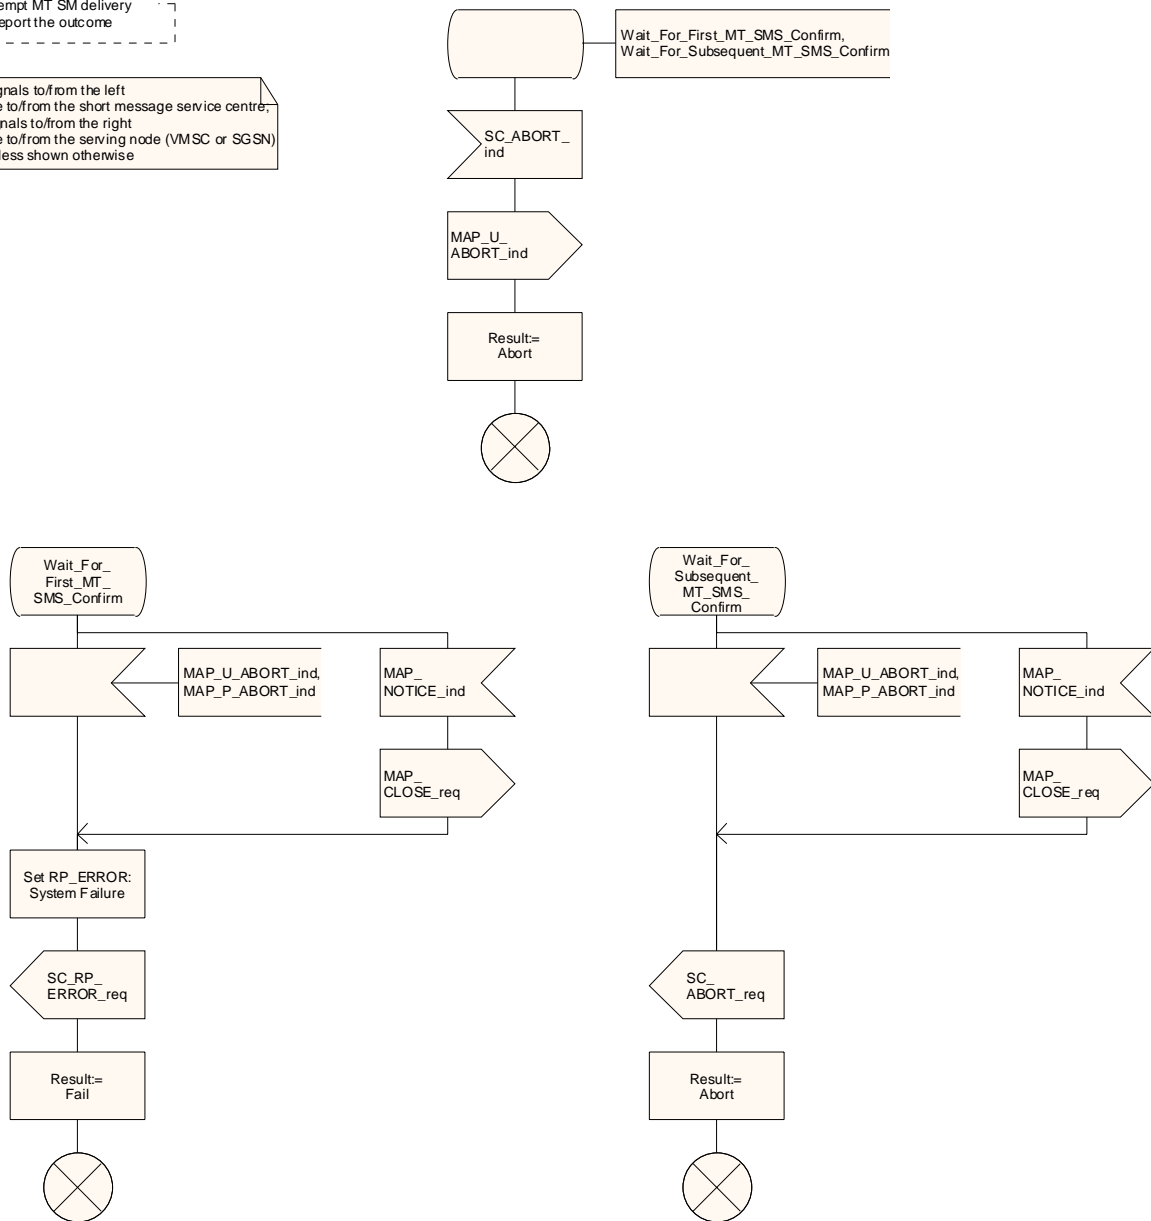 empt MT SM delivery
eport the outcome
gnals to/from the left
e to/from the short message service centre;
gnals to/from the right
e to/from the serving node (VMSC or SGSN)
less shown otherwise
Wait_For_First_MT_SMS_Confirm,
Wait_For_Subsequent_MT_SMS_Confirm
SC_ABORT_
ind
MAP_U_
ABORT_ind
Result:=
Abort
Wait_For_
First_MT_
SMS_Confirm
MAP_U_ABORT_ind,
MAP_P_ABORT_ind
MAP_
NOTICE_ind
MAP_
CLOSE_req
Set RP_ERROR:
System Failure
SC_RP_
ERROR_req
Result:=
Fail
Wait_For_
Subsequent_
MT_SMS_
Confirm
MAP_U_ABORT_ind,
MAP_P_ABORT_ind
MAP_
NOTICE_ind
MAP_
CLOSE_req
SC_
ABORT_req
Result:=
Abort